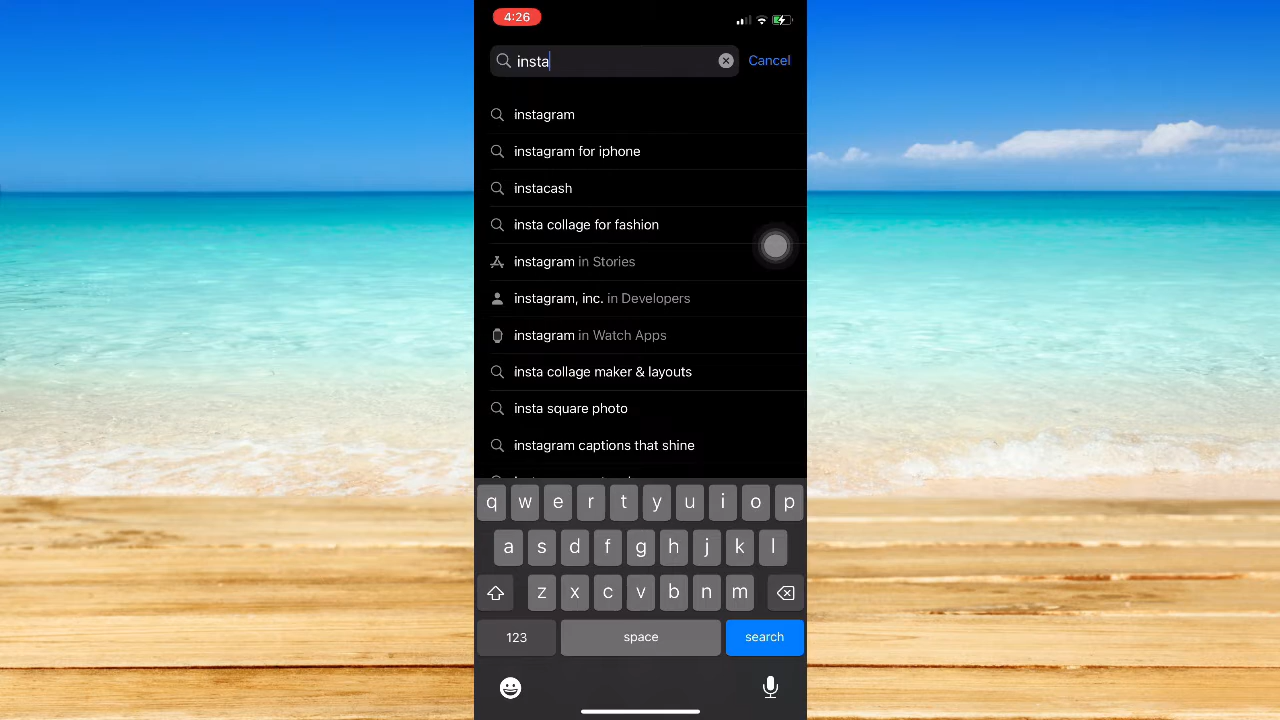 4:26
insta
Cancel
instagram
instagram for iphone
instacash
insta collage for fashion
instagram in Stories
instagram, inc. in Developers
instagram in Watch Apps
insta collage maker & layouts
insta square photo
instagram captions that shine
q w e r t y u i o p
a s d f g h j k l
z x c v b n m
123 space search